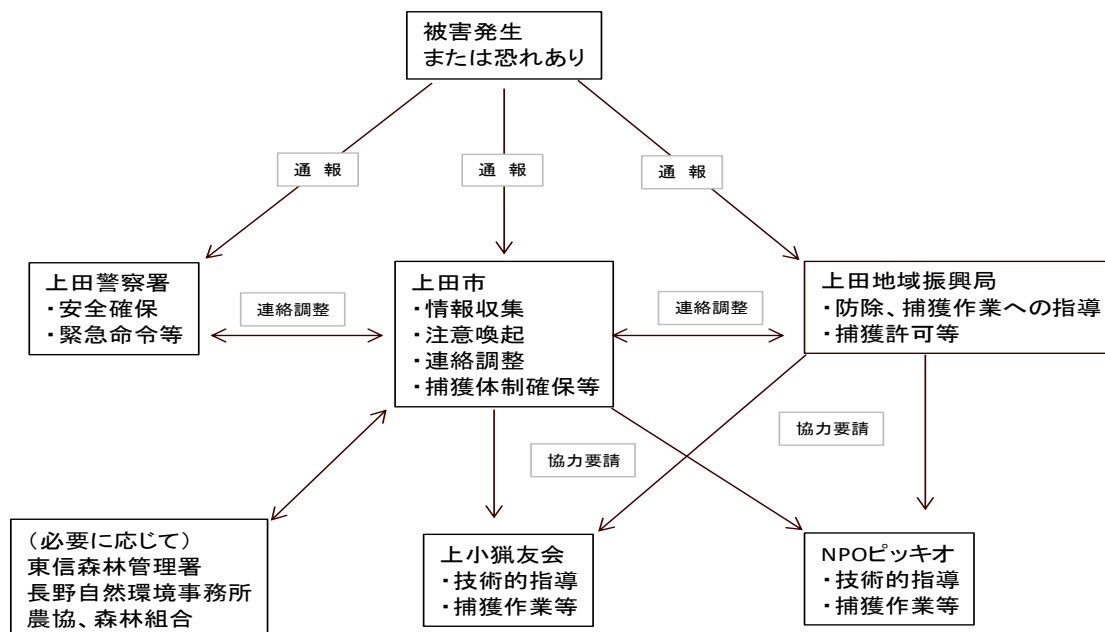 被害発生
または恐れあり
通 報
通 報
通 報
上田警察署
・安全確保
・緊急命令等
連絡調整
上田市
・情報収集
・注意喚起
・連絡調整
・捕獲体制確保等
連絡調整
上田地域振興局
・防除、捕獲作業への指導
・捕獲許可等
協力要請
協力要請
(必要に応じて)
東信森林管理署
長野自然環境事務所
農協、森林組合
上小猟友会
・技術的指導
・捕獲作業等
NPOピッキオ
・技術的指導
・捕獲作業等